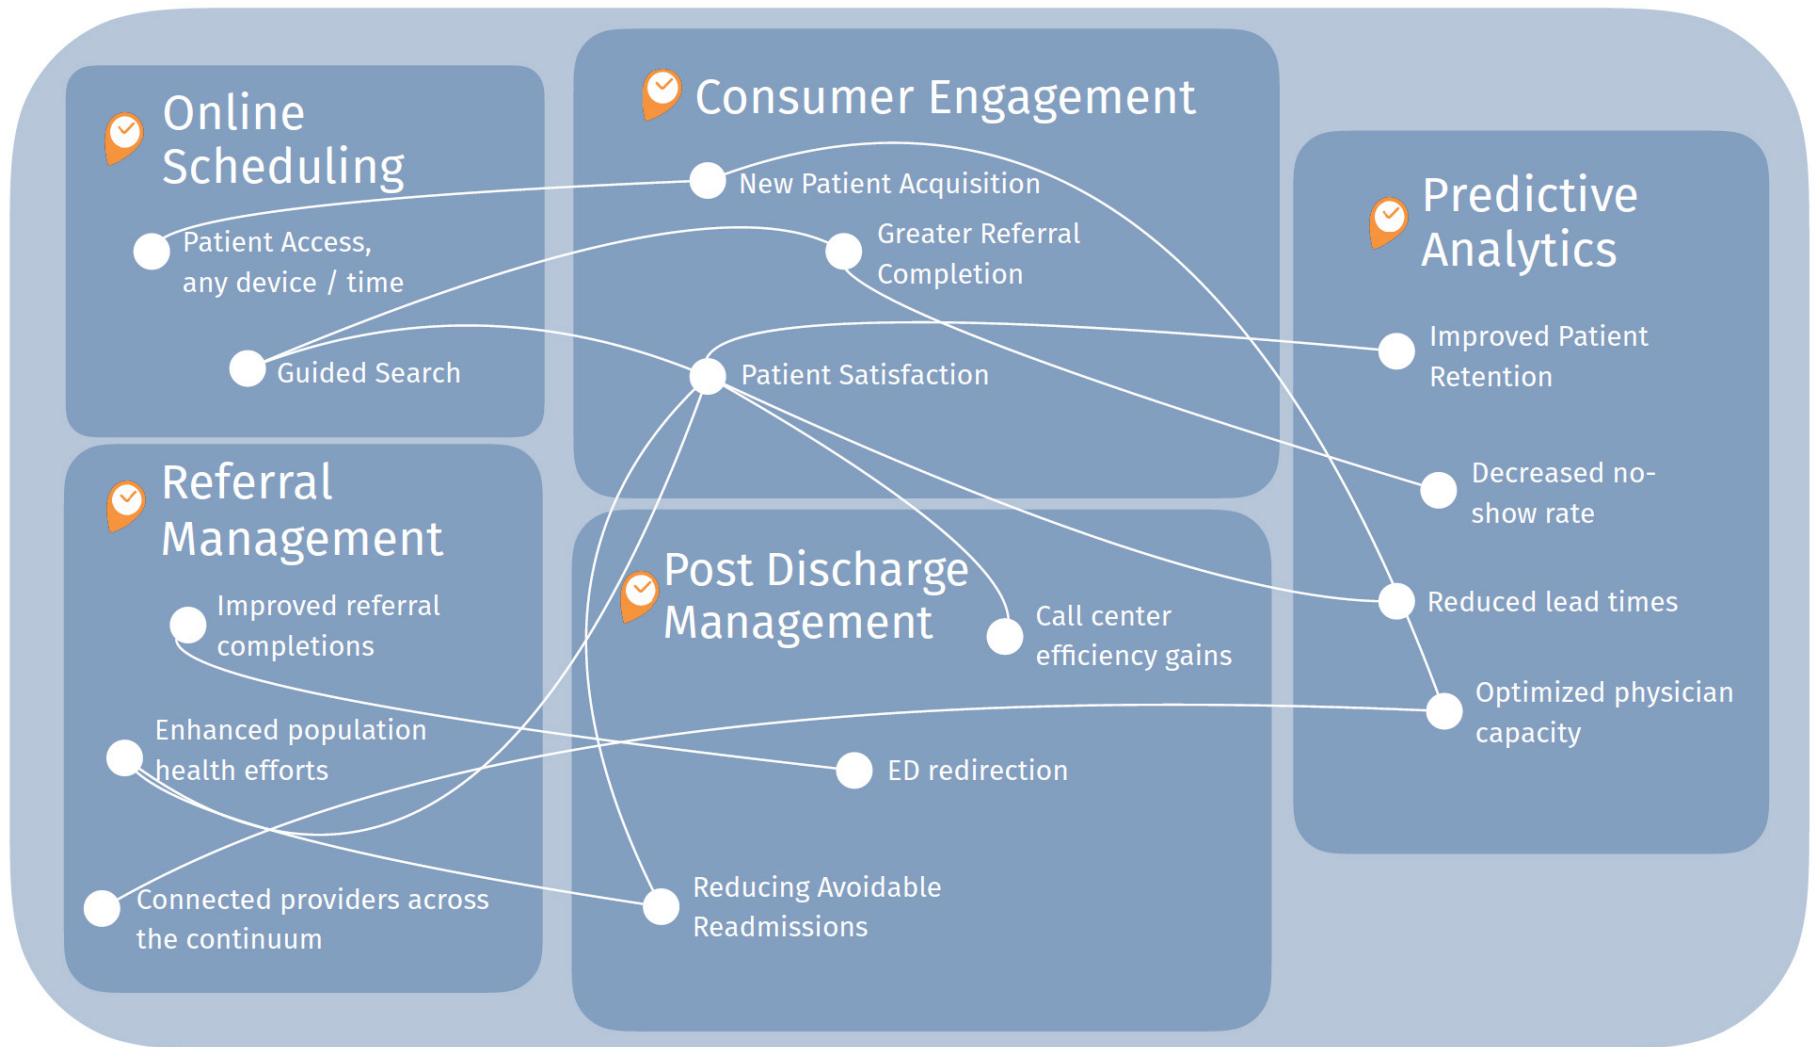 Online
Scheduling
Patient Access,
any device / time
Guided Search
Consumer Engagement
New Patient Acquisition
Greater Referral
Completion
Patient Satisfaction
Predictive
Analytics
Improved Patient
Retention
Decreased no-
show rate
Reduced lead times
Optimized physician
capacity
Referral
Management
Improved referral
completions
Enhanced population
health efforts
Connected providers across
the continuum
Post Discharge
Management
Call center
efficiency gains
ED redirection
Reducing Avoidable
Readmissions